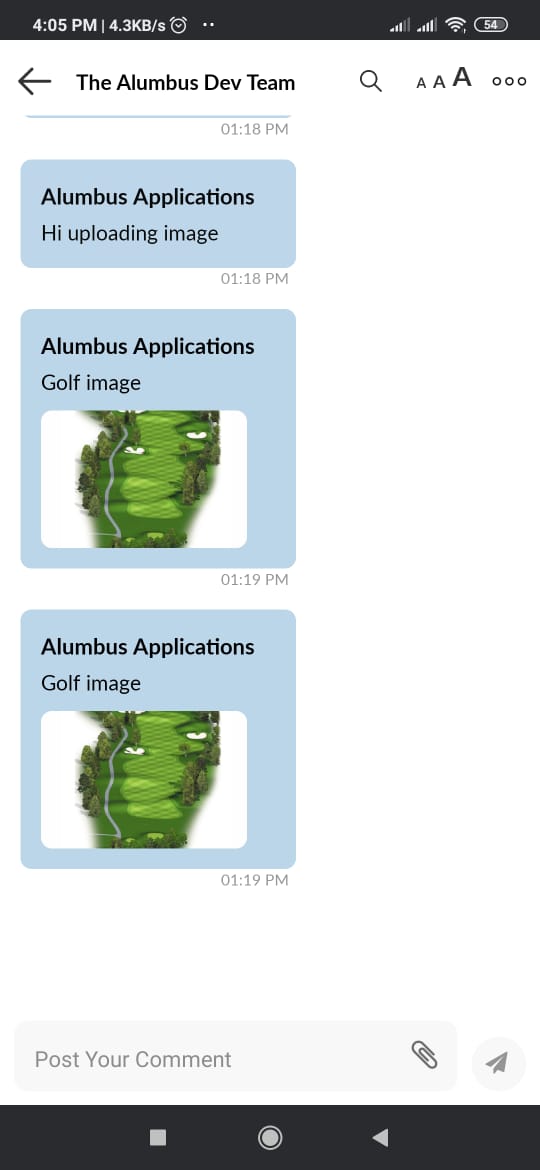 4:05 PM | 4.3KB/s
54
The Alumbus Dev Team
A A A
01:18 PM
Alumbus Applications
Hi uploading image
01:18 PM
Alumbus Applications
Golf image
01:19 PM
Alumbus Applications
Golf image
01:19 PM
Post Your Comment